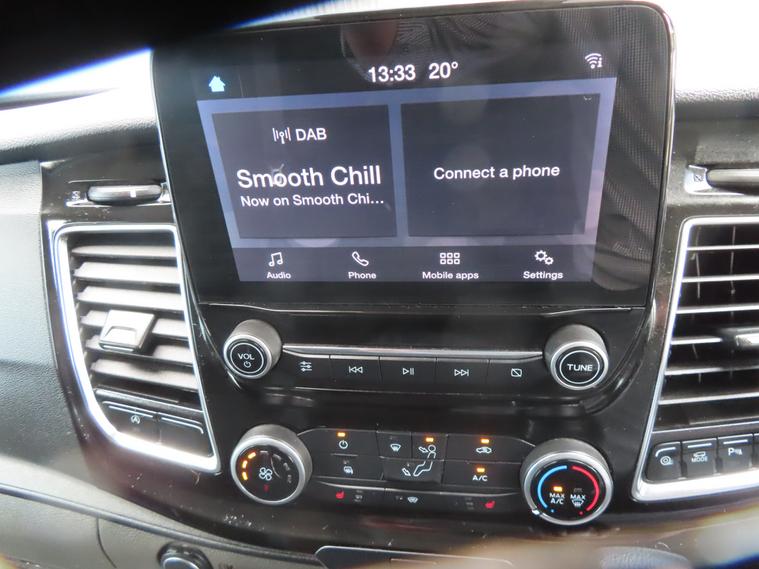 13:33 20°
DAB
Smooth Chill
Now on Smooth Chi...
Connect a phone
Audio
Phone
Mobile apps
Settings
VOL
TUNE
A/C
MAX A/C
MAX
MODE
P